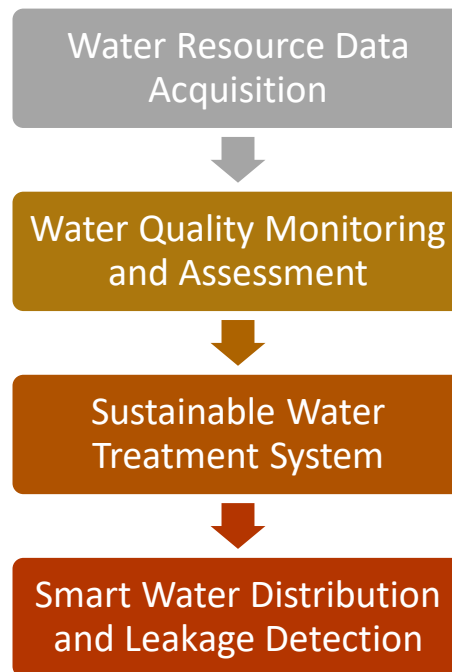 Water Resource Data
Acquisition
Water Quality Monitoring
and Assessment
Sustainable Water
Treatment System
Smart Water Distribution
and Leakage Detection